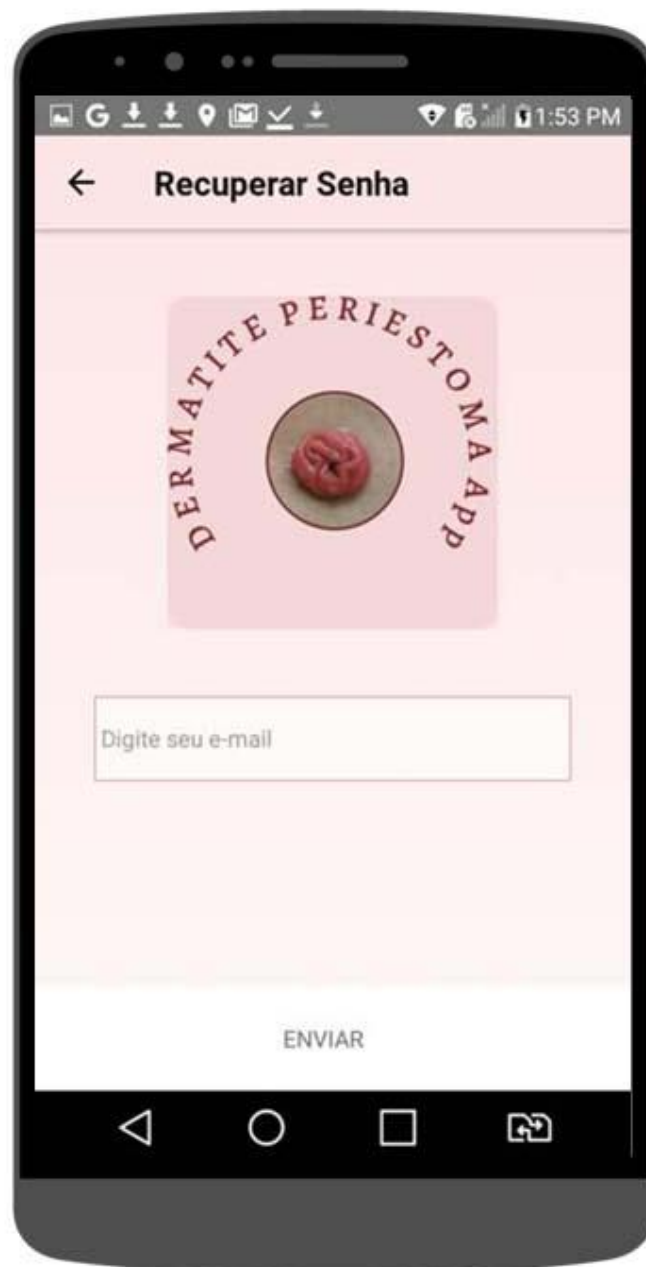 1:53 PM
Recuperar Senha
DERMATITE PERIESTOMA APP
Digite seu e-mail
ENVIAR